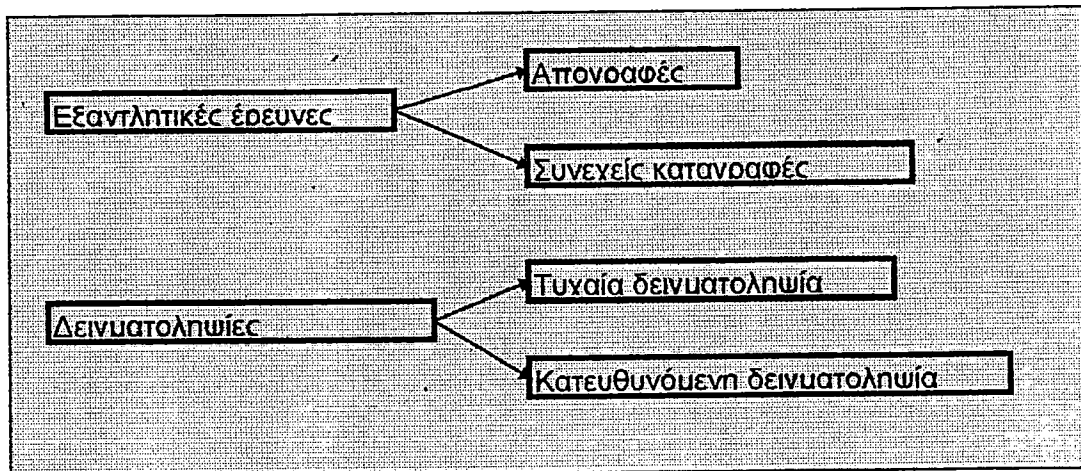 Εξαντλητικές έρευνες
Απογραφές
Συνεχείς καταγραφές
Δειγματοληψίες
Τυχαία δειγματοληψία
Κατευθυνόμενη δειγματοληψία